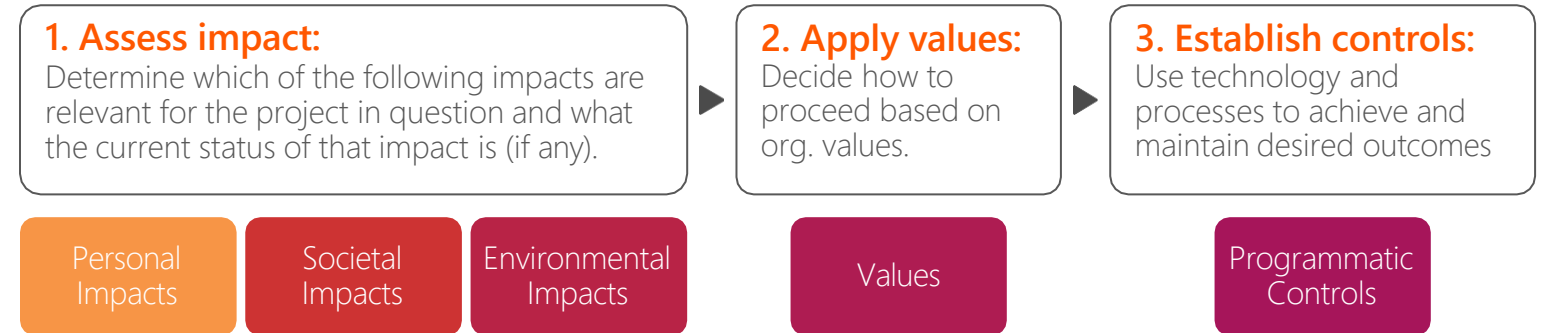 1. Assess impact:
Determine which of the following impacts are
relevant for the project in question and what
the current status of that impact is (if any).
2. Apply values:
Decide how to
proceed based on
org. values.
3. Establish controls:
Use technology and
processes to achieve and
maintain desired outcomes
Personal
Impacts
Societal
Impacts
Environmental
Impacts
Values
Programmatic
Controls